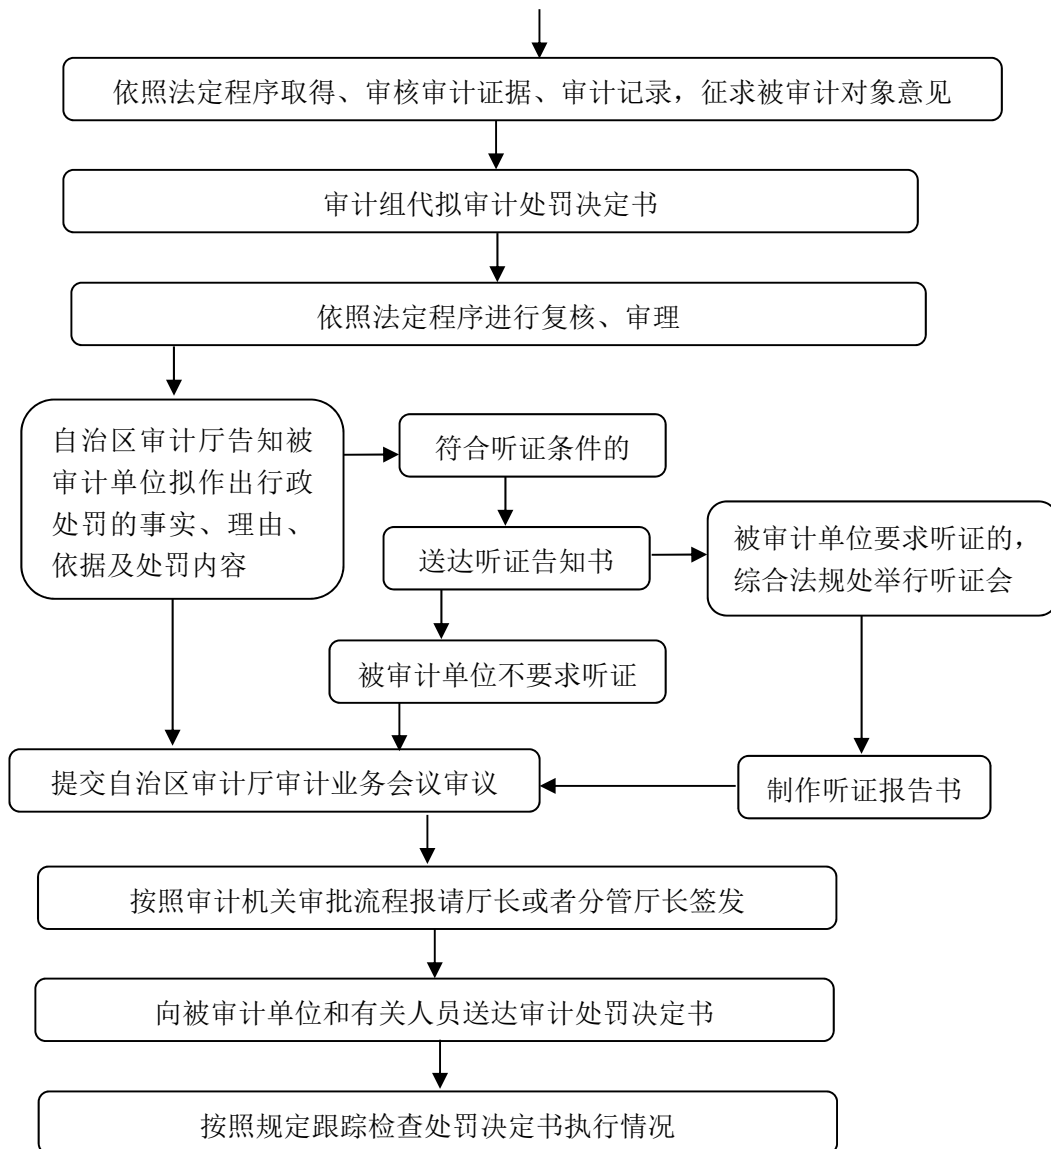 依照法定程序取得、审核审计证据、审计记录，征求被审计对象意见
审计组代拟审计处罚决定书
依照法定程序进行复核、审理
自治区审计厅告知被
审计单位拟作出行政
处罚的事实、理由、
依据及处罚内容
符合听证条件的
送达听证告知书
被审计单位要求听证的，
综合法规处举行听证会
被审计单位不要求听证
提交自治区审计厅审计业务会议审议
制作听证报告书
按照审计机关审批流程报请厅长或者分管厅长签发
向被审计单位和有关人员送达审计处罚决定书
按照规定跟踪检查处罚决定书执行情况